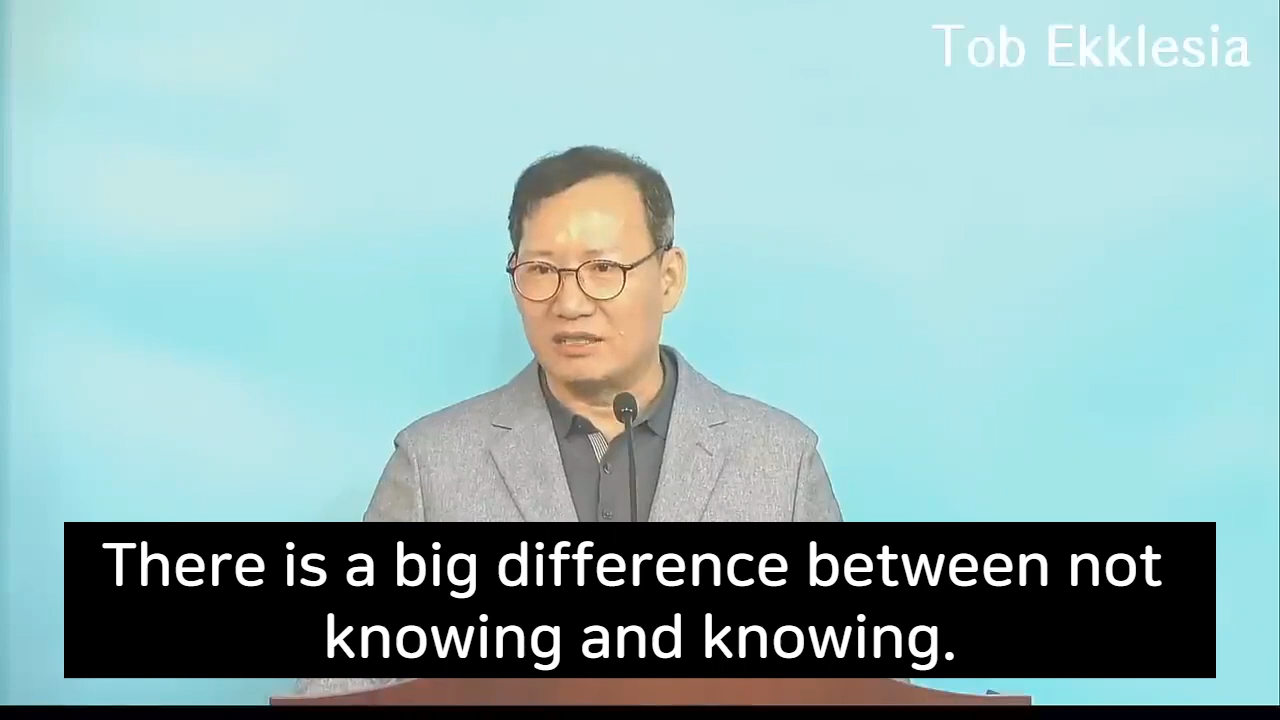 Tob Ekklesia
There is a big difference between not
knowing and knowing.